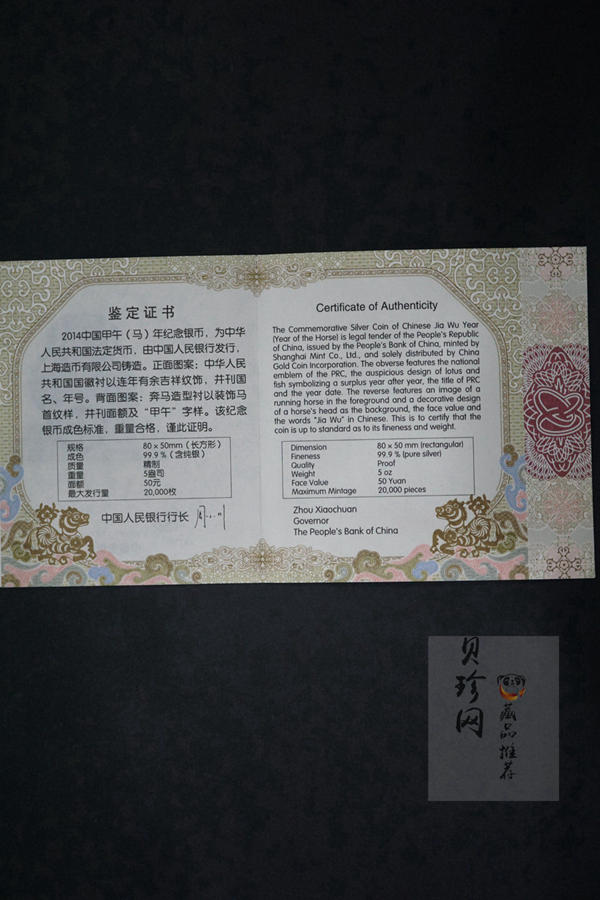 鉴定证书
2014中国甲午（马）年纪念银币，为中华
人民共和国法定货币，由中国人民银行发行，
上海造币有限公司铸造。正面图案：中华人民
共和国国徽衬以连年有余吉祥纹饰，并刊国
名、年号。背面图案：奔马造型衬以装饰马
首纹样，并刊面额及“甲午”字样。该纪念
银币成色标准，重量合格，谨此证明。
规格 80×50mm（长方形）
成色 99.9％（含纯银）
质量 精制
重量 5盎司
面额 50元
最大发行量 20,000枚
中国人民银行行长
Certificate of Authenticity
The Commemorative Silver Coin of Chinese Jia Wu Year
(Year of the Horse) is legal tender of the People's Republic
of China, issued by the People's Bank of China, minted by
Shanghai Mint Co., Ltd., and solely distributed by China
Gold Coin Incorporation. The obverse features the national
emblem of the PRC, the auspicious design of lotus and
fish symbolizing a surplus year after year, the title of PRC
and the year date. The reverse features an image of a
running horse in the foreground and a decorative design
of a horse's head as the background, the face value and
the words "Jia Wu" in Chinese. This is to certify that the
coin is up to standard as to its fineness and weight.
Dimension 80 × 50 mm (rectangular)
Fineness 99.9 % (pure silver)
Quality Proof
Weight 5 oz
Face Value 50 Yuan
Maximum Mintage 20,000 pieces
Zhou Xiaochuan
Governor
The People's Bank of China
贝珍网
藏品推荐